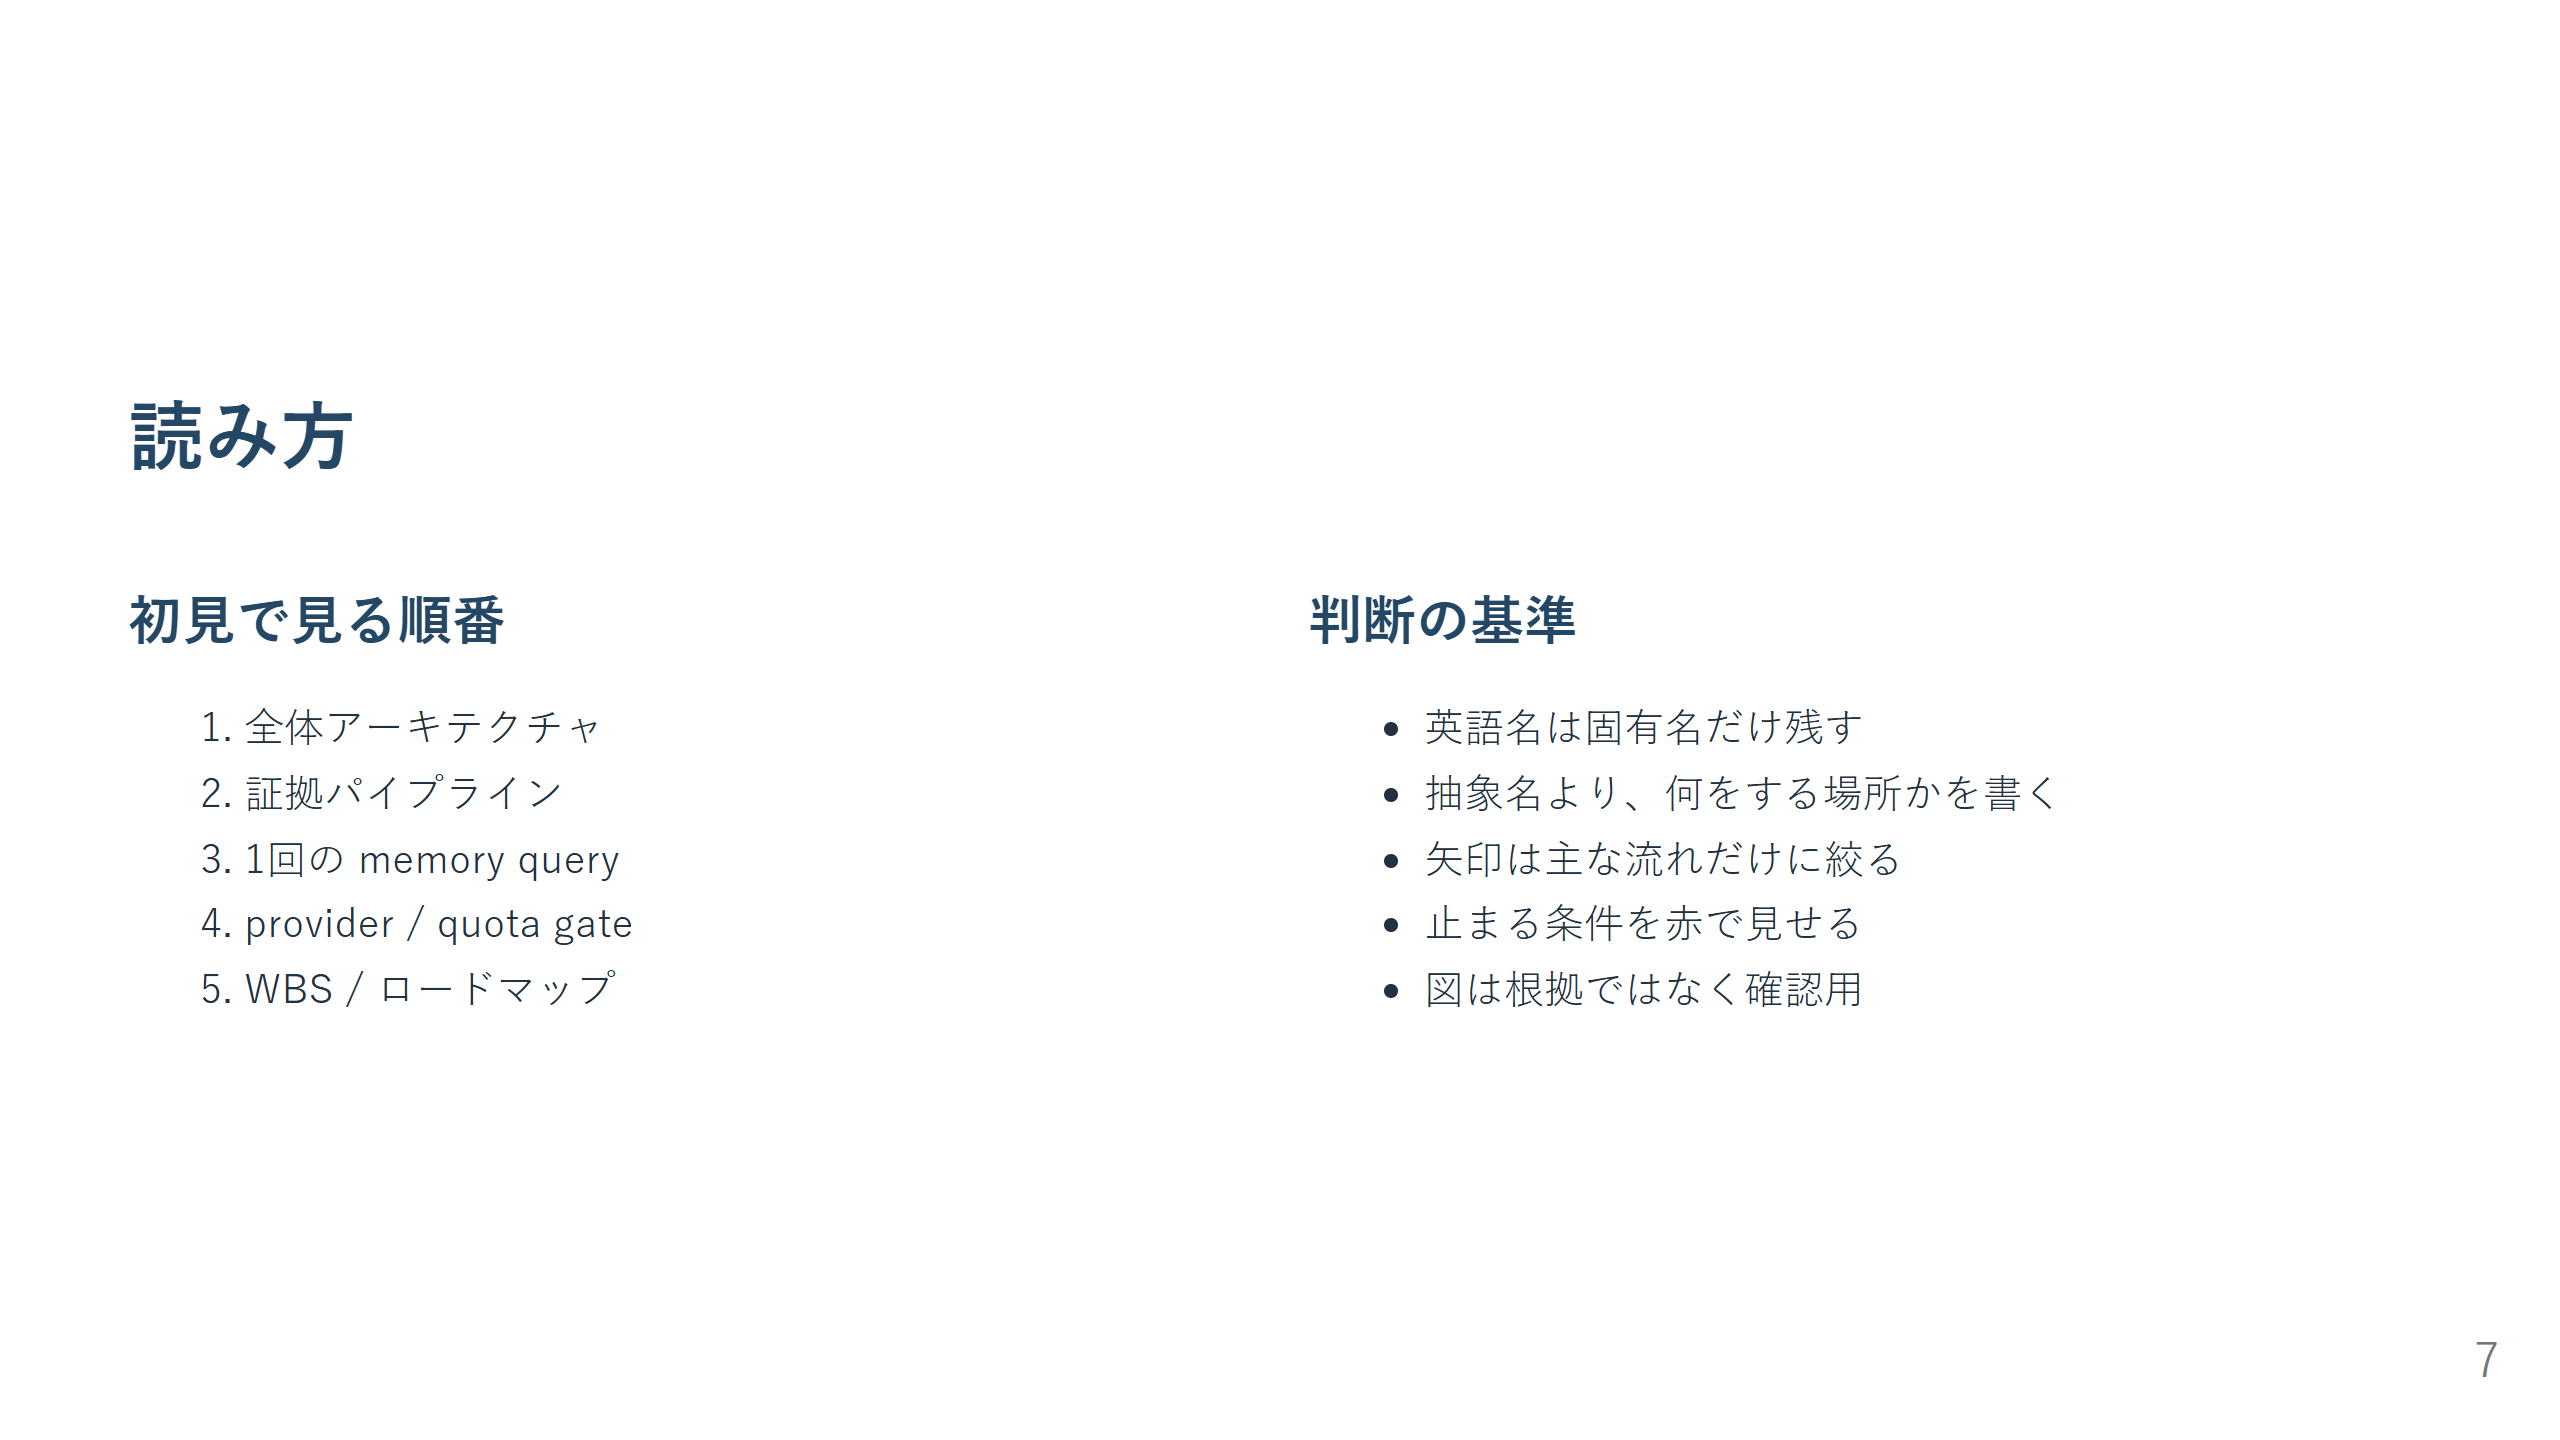 読み方
初見で見る順番
1. 全体アーキテクチャ
2. 証拠パイプライン
3. 1回の memory query
4. provider / quota gate
5. WBS / ロードマップ
判断の基準
• 英語名は固有名だけ残す
• 抽象名より、何をする場所かを書く
• 矢印は主な流れだけに絞る
• 止まる条件を赤で見せる
• 図は根拠ではなく確認用
7